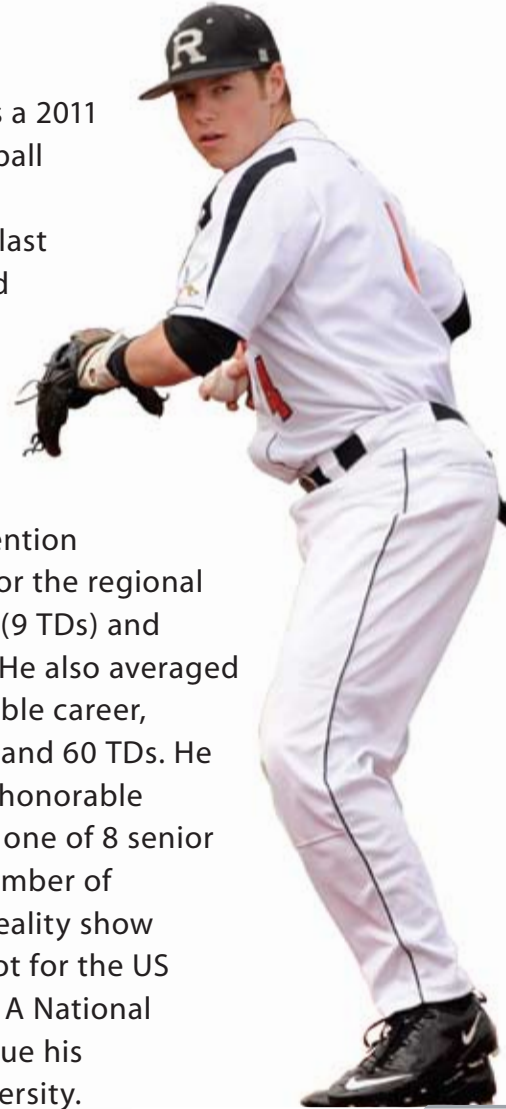 s a 2011
ball
last
d
ention
or the regional
(9 TDs) and
He also averaged
ble career,
and 60 TDs. He
honorable
one of 8 senior
mber of
eality show
ot for the US
A National
ue his
ersity.
R
4